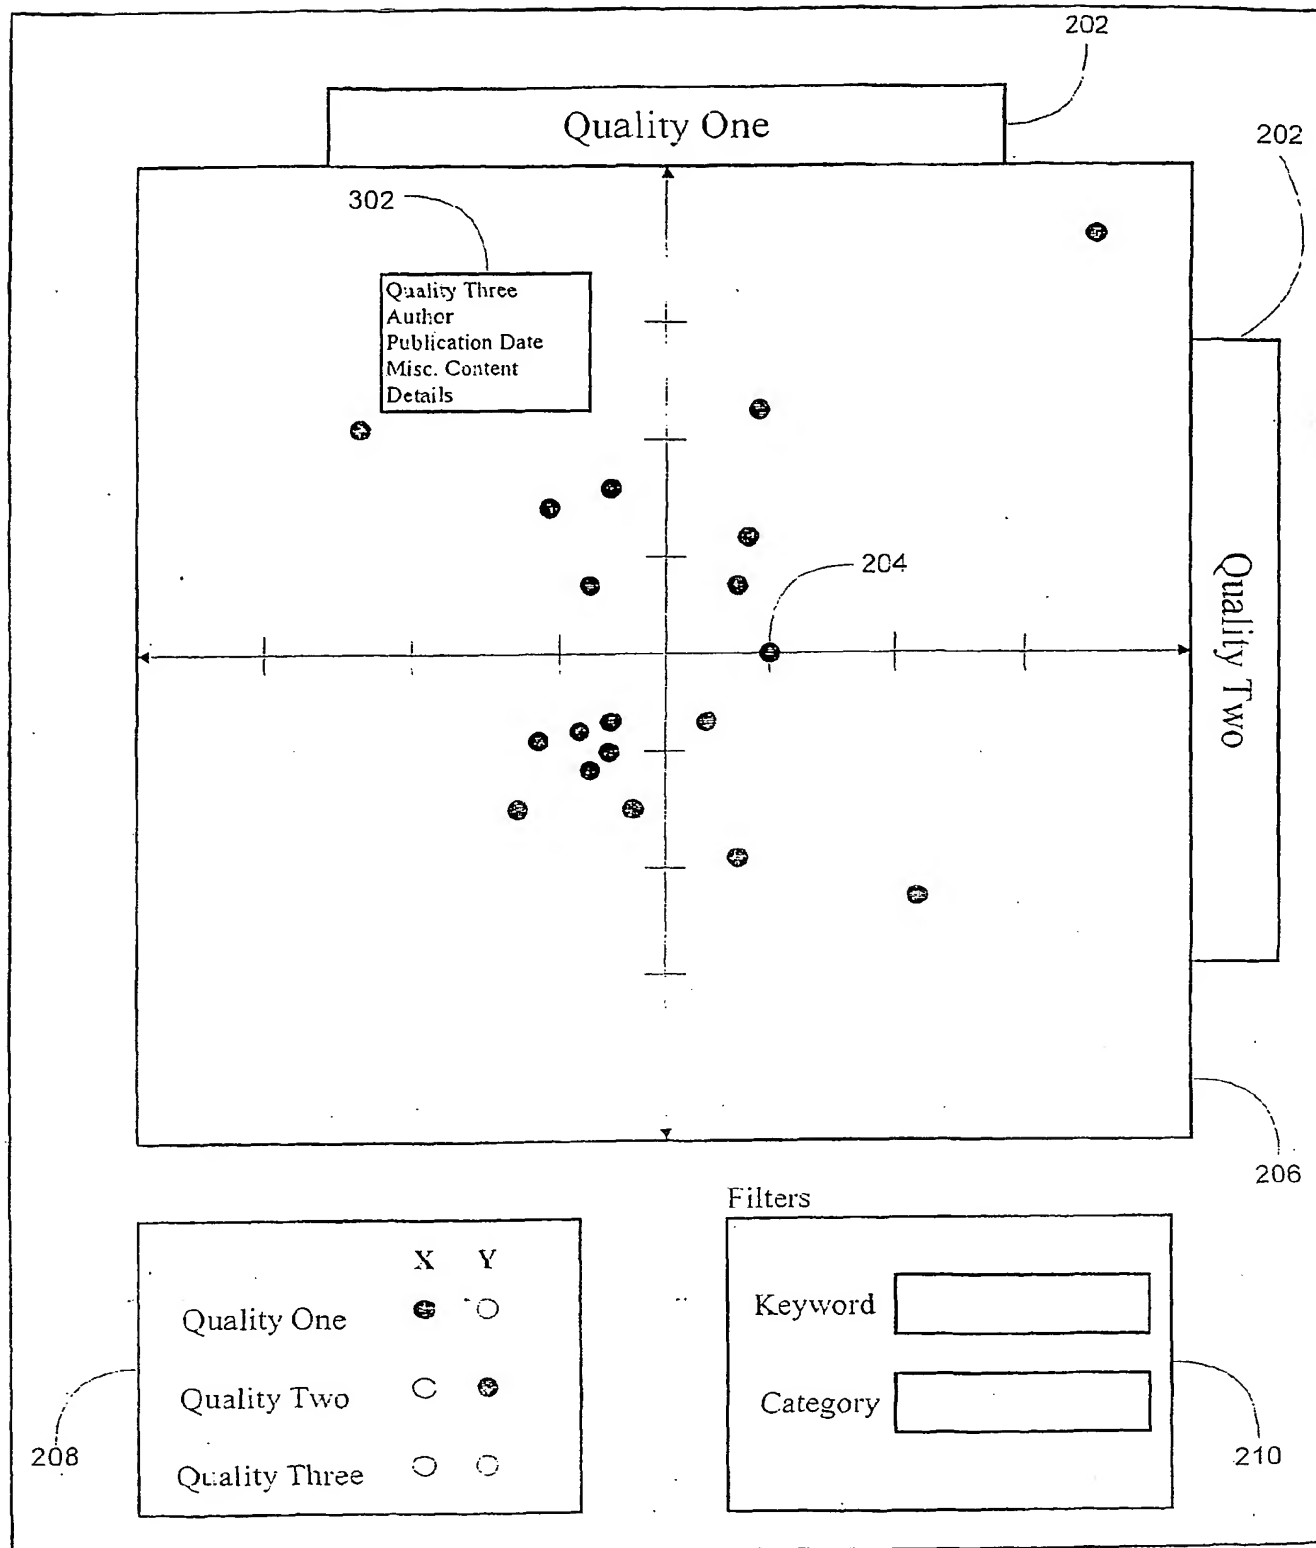 202
Quality One
202
302
Quality Three
Author
Publication Date
Misc. Content
Details
204
Quality Two
206
Filters
X Y
Quality One
Quality Two
Quality Three
208
Keyword
Category
210